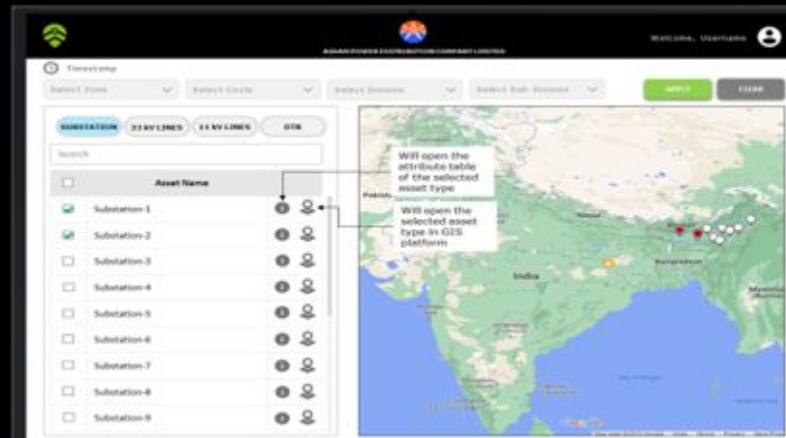 ASSAM POWER DISTRIBUTION COMPANY LIMITED
Welcome, Username
Timestamp
Select Zone
Select Circle
Select Division
Select Sub-Division
APPLY
CLEAR
SUBSTATION
33 kV LINES
11 kV LINES
DTR
Search
Asset Name
Substation-1
Substation-2
Substation-3
Substation-4
Substation-5
Substation-6
Substation-7
Substation-8
Substation-9
Will open the
attribute table
of the selected
asset type
Will open the
selected asset
type in GIS
platform
Nepal
India
Bangladesh